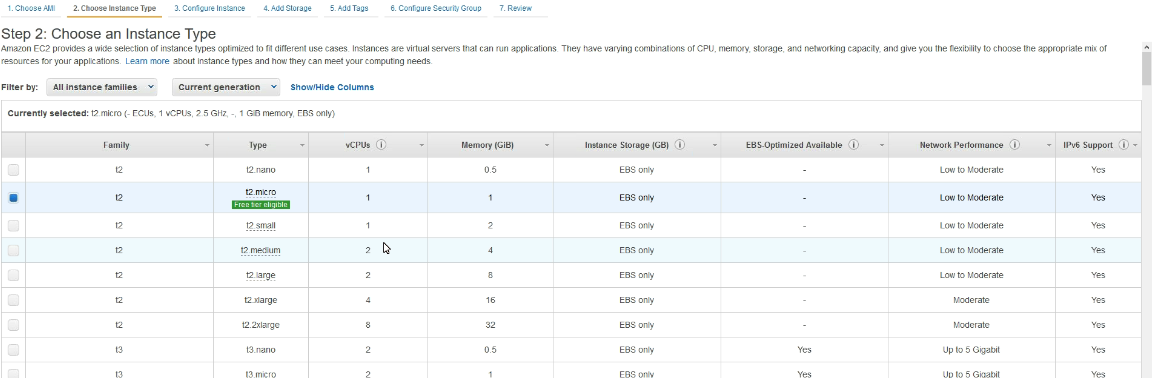 1. Choose AMI 2. Choose Instance Type 3. Configure Instance 4. Add Storage 5. Add Tags 6. Configure Security Group 7. Review
Step 2: Choose an Instance Type
Amazon EC2 provides a wide selection of instance types optimized to fit different use cases. Instances are virtual servers that can run applications. They have varying combinations of CPU, memory, storage, and networking capacity, and give you the flexibility to choose the appropriate mix of
resources for your applications. Learn more about instance types and how they can meet your computing needs.
Filter by: All instance families Current generation Show/Hide Columns
Currently selected: t2.micro (- ECUs, 1 vCPUs, 2.5 GHz, -, 1 GiB memory, EBS only)
Family Type vCPUs Memory (GiB) Instance Storage (GB) EBS-Optimized Available Network Performance IPv6 Support
t2 t2.nano 1 0.5 EBS only - Low to Moderate Yes
t2 t2.micro 1 1 EBS only - Low to Moderate Yes
Free tier eligible
t2 t2.small 1 2 EBS only - Low to Moderate Yes
t2 t2.medium 2 4 EBS only - Low to Moderate Yes
t2 t2.large 2 8 EBS only - Low to Moderate Yes
t2 t2.xlarge 4 16 EBS only - Moderate Yes
t2 t2.2xlarge 8 32 EBS only - Moderate Yes
t3 t3.nano 2 0.5 EBS only Yes Up to 5 Gigabit Yes
t3 t3.micro 2 1 EBS only Yes Up to 5 Gigabit Yes